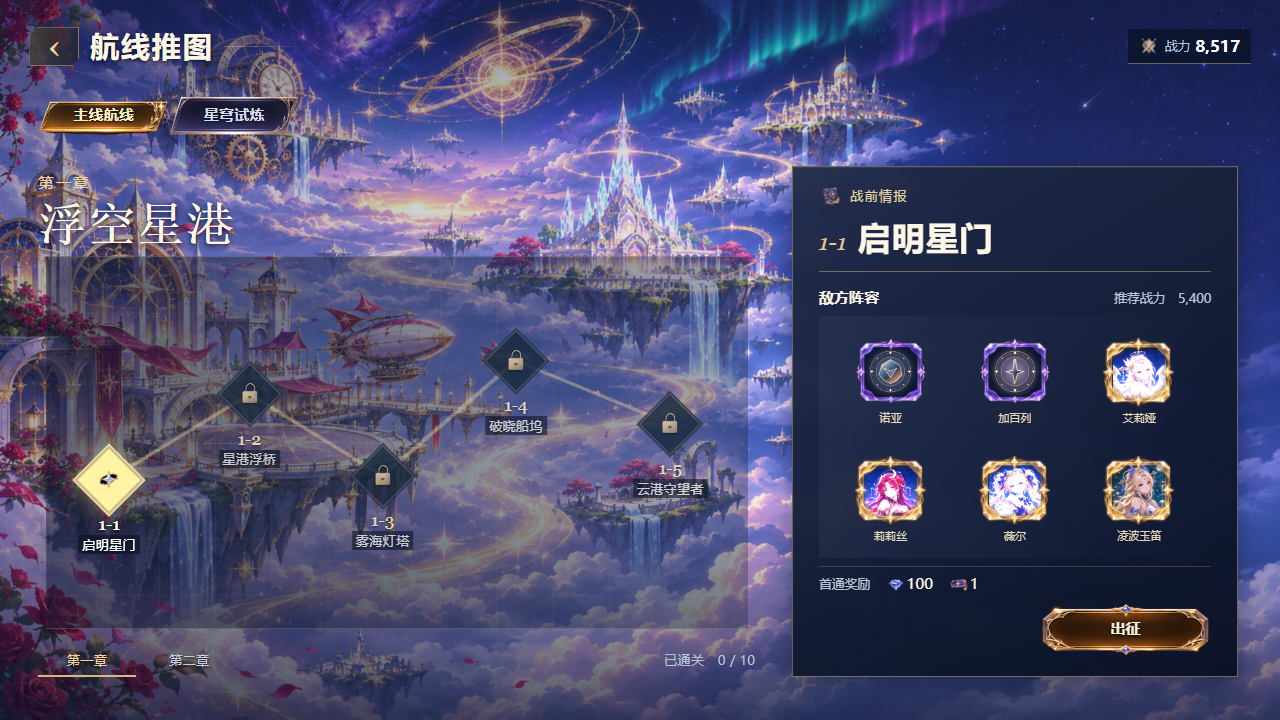 航线推图
战力 8,517
主线航线
星穹试炼
第一章
浮空星港
1-1
启明星门
1-2
星港浮桥
1-3
雾海灯塔
1-4
破晓船坞
1-5
云港守望者
第一章
第二章
已通关 0 / 10
战前情报
1-1 启明星门
敌方阵容
推荐战力 5,400
诺亚
加百列
艾莉娅
莉莉丝
薇尔
凌波玉笛
首通奖励 100 1
出征